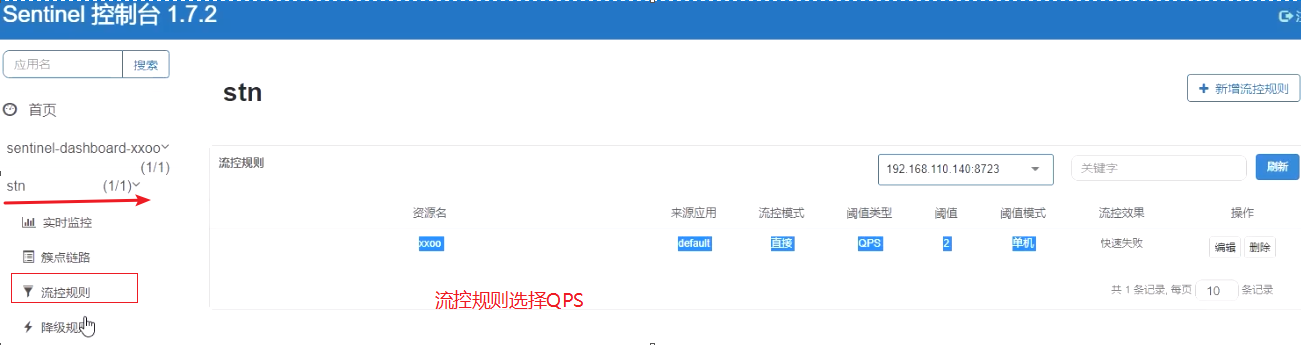 Sentinel 控制台 1.7.2
应用名 搜索
stn
+ 新增流控规则
首页
sentinel-dashboard-xxoo
(1/1)
stn (1/1)
流控规则 192.168.110.140:8723 关键字 刷新
实时监控
资源名 来源应用 流控模式 阈值类型 阈值 阈值模式 流控效果 操作
xxoo default 直接 QPS 2 单机 快速失败 编辑 删除
簇点链路
流控规则
共 1 条记录, 每页 10 条记录
流控规则选择QPS
降级规则